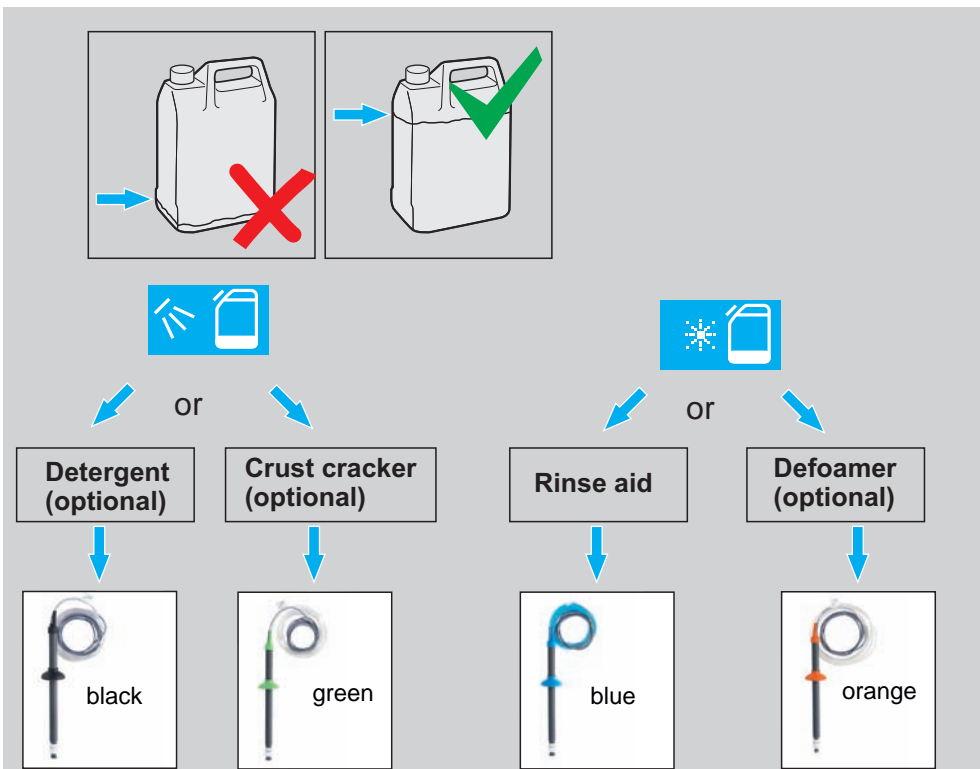 or
or
Detergent
(optional)
Crust cracker
(optional)
Rinse aid
Defoamer
(optional)
black
green
blue
orange